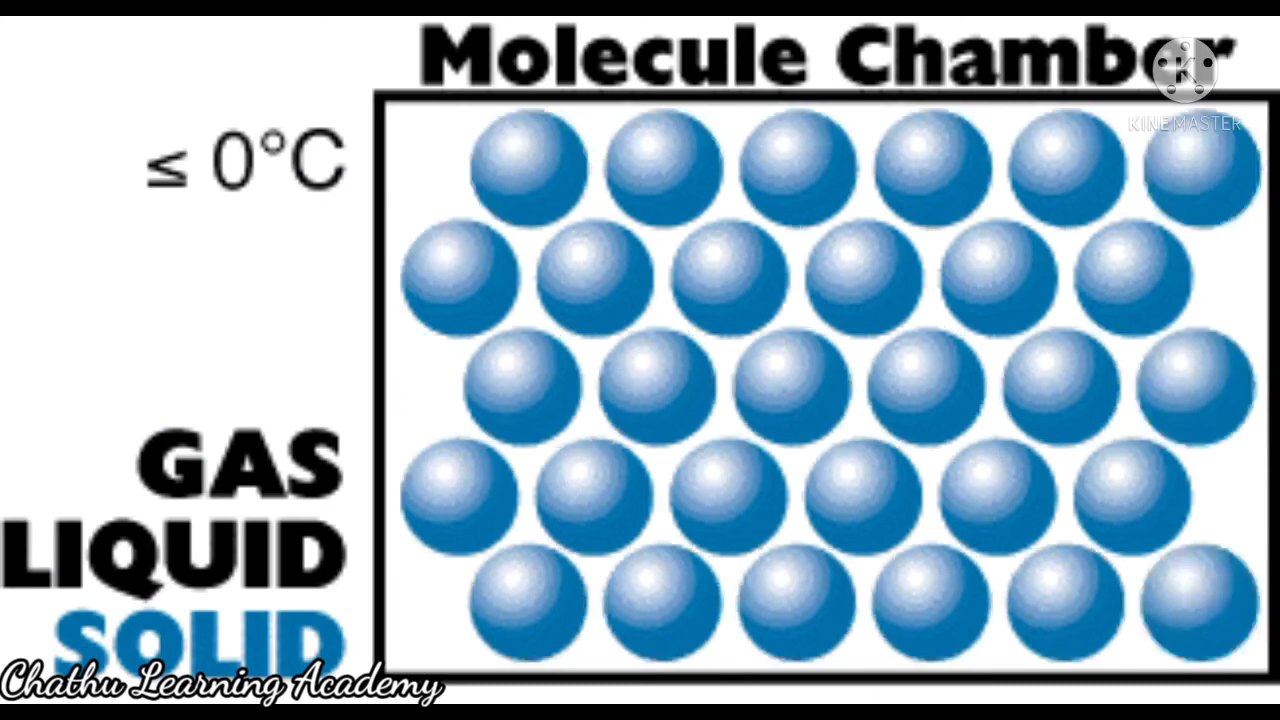 Molecule Chamber
KINEMASTER
≤ 0°C
GAS
LIQUID
SOLID
Chathu Learning Academy